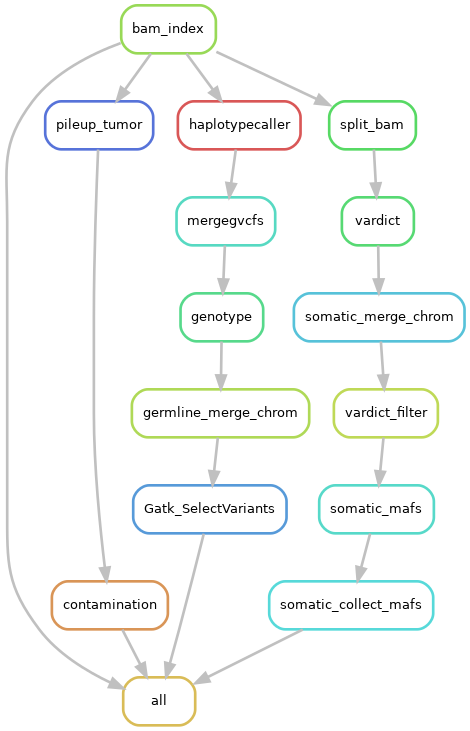 bam_index
pileup_tumor
haplotypecaller
split_bam
mergegvcfs
vardict
genotype
somatic_merge_chrom
germline_merge_chrom
vardict_filter
Gatk_SelectVariants
somatic_mafs
contamination
somatic_collect_mafs
all